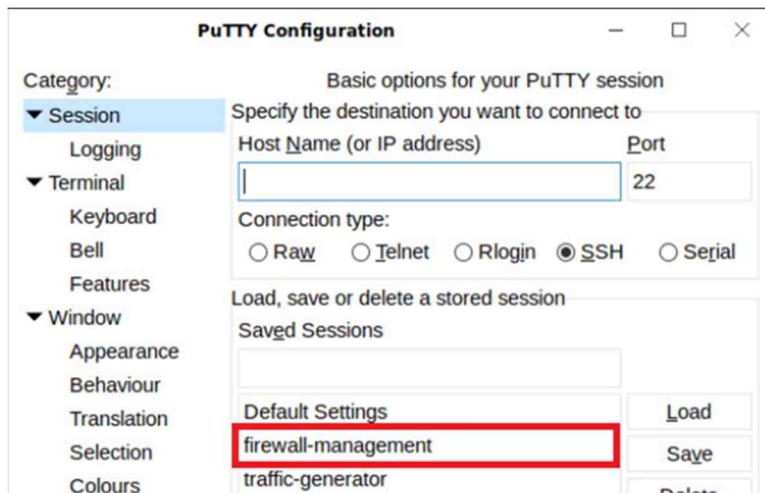 PuTTY Configuration
Category:
Session
Logging
Terminal
Keyboard
Bell
Features
Window
Appearance
Behaviour
Translation
Selection
Colours
Basic options for your PuTTY session
Specify the destination you want to connect to
Host Name (or IP address) Port
22
Connection type:
Raw Telnet Rlogin SSH Serial
Load, save or delete a stored session
Saved Sessions
Default Settings Load
firewall-management Save
traffic-generator Delete